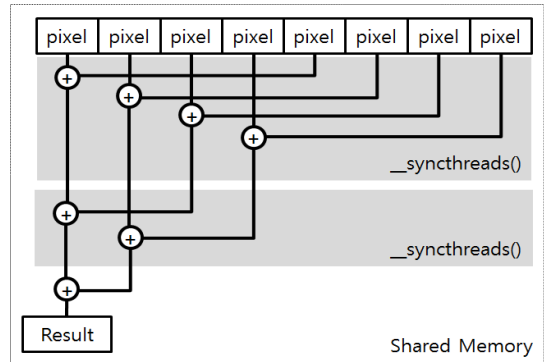 pixel pixel pixel pixel pixel pixel pixel pixel
+
+
+
+
__syncthreads()
+
+
__syncthreads()
+
Result
Shared Memory